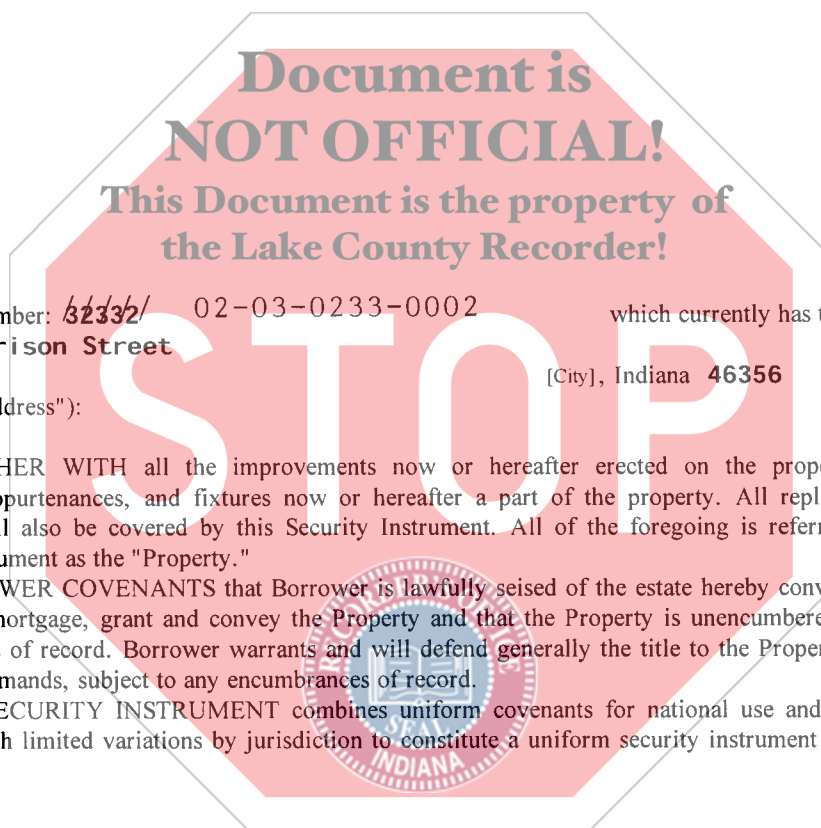 Document is
NOT OFFICIAL!
This Document is the property of
the Lake County Recorder!
mber: 32332 02-03-0233-0002 which currently has t
rison Street
[City], Indiana 46356
ddress"):
HER WITH all the improvements now or hereafter erected on the prope
ppurtenances, and fixtures now or hereafter a part of the property. All repl
ll also be covered by this Security Instrument. All of the foregoing is referr
ument as the "Property."
WER COVENANTS that Borrower is lawfully seised of the estate hereby conv
mortgage, grant and convey the Property and that the Property is unencumbere
s of record. Borrower warrants and will defend generally the title to the Proper
mands, subject to any encumbrances of record.
ECURITY INSTRUMENT combines uniform covenants for national use and
h limited variations by jurisdiction to constitute a uniform security instrument
STOP
SEAL
INDIANA